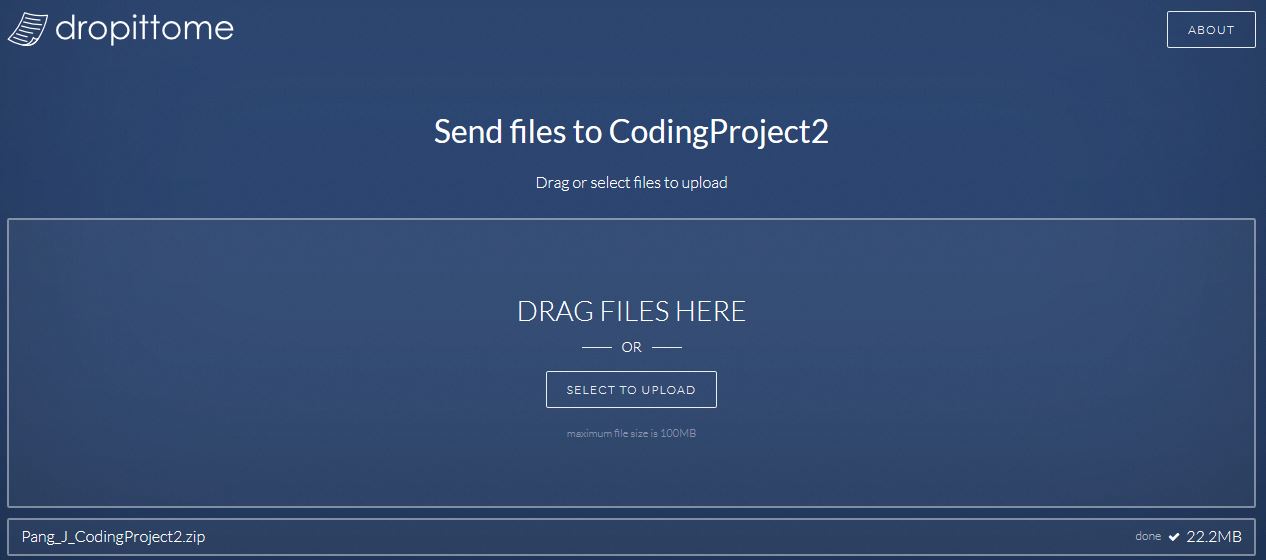 dropittome
ABOUT
Send files to CodingProject2
Drag or select files to upload
DRAG FILES HERE
OR
SELECT TO UPLOAD
maximum file size is 100MB
Pang_J_CodingProject2.zip done 22.2MB